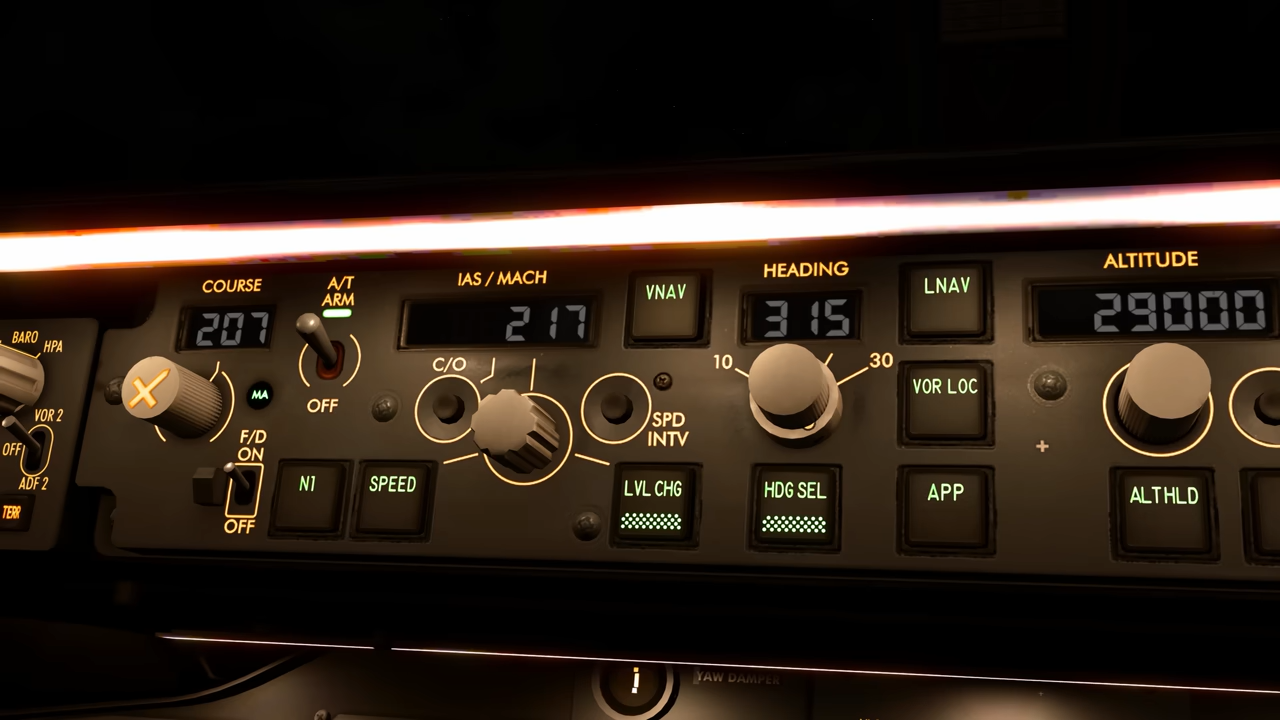 COURSE
207
A/T
ARM
OFF
IAS / MACH
217
VNAV
HEADING
315
LNAV
ALTITUDE
29000
BARO
HPA
VOR 2
OFF
ADF 2
TERR
MA
F/D
ON
OFF
N1
SPEED
C/O
SPD
INTV
LVL CHG
10
30
HDG SEL
VOR LOC
APP
ALT HLD
YAW DAMPER